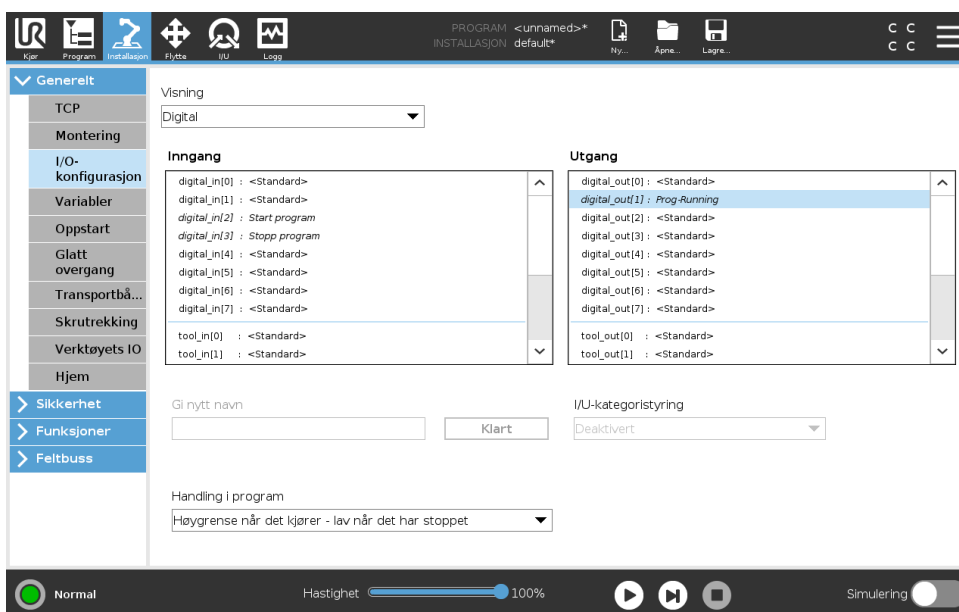 UR
PROGRAM <unnamed>*
INSTALLASJON default*
Kjør Program Installasjon Flytte I/U Logg
Ny... Åpne... Lagre...
C C
C C
Generelt
TCP
Montering
I/O-
konfigurasjon
Variabler
Oppstart
Glatt
overgang
Transportbå...
Skrutrekking
Verktøyets IO
Hjem
Sikkerhet
Funksjoner
Feltbuss
Visning
Digital
Inngang
digital_in[0] : <Standard>
digital_in[1] : <Standard>
digital_in[2] : Start program
digital_in[3] : Stopp program
digital_in[4] : <Standard>
digital_in[5] : <Standard>
digital_in[6] : <Standard>
digital_in[7] : <Standard>
tool_in[0] : <Standard>
tool_in[1] : <Standard>
Utgang
digital_out[0] : <Standard>
digital_out[1] : Prog-Running
digital_out[2] : <Standard>
digital_out[3] : <Standard>
digital_out[4] : <Standard>
digital_out[5] : <Standard>
digital_out[6] : <Standard>
digital_out[7] : <Standard>
tool_out[0] : <Standard>
tool_out[1] : <Standard>
Gi nytt navn
Klart
I/U-kategoristyring
Deaktivert
Handling i program
Høygrense når det kjører - lav når det har stoppet
Normal
Hastighet 100%
Simulering